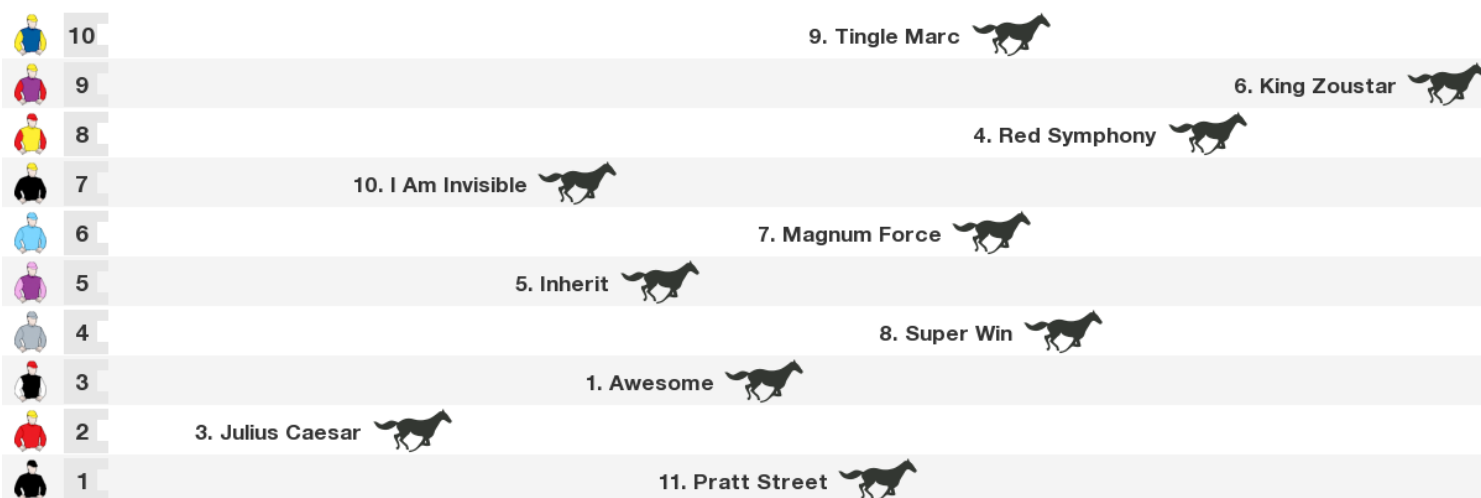 10 9. Tingle Marc
9 6. King Zoustar
8 4. Red Symphony
7 10. I Am Invisible
6 7. Magnum Force
5 5. Inherit
4 8. Super Win
3 1. Awesome
2 3. Julius Caesar
1 11. Pratt Street